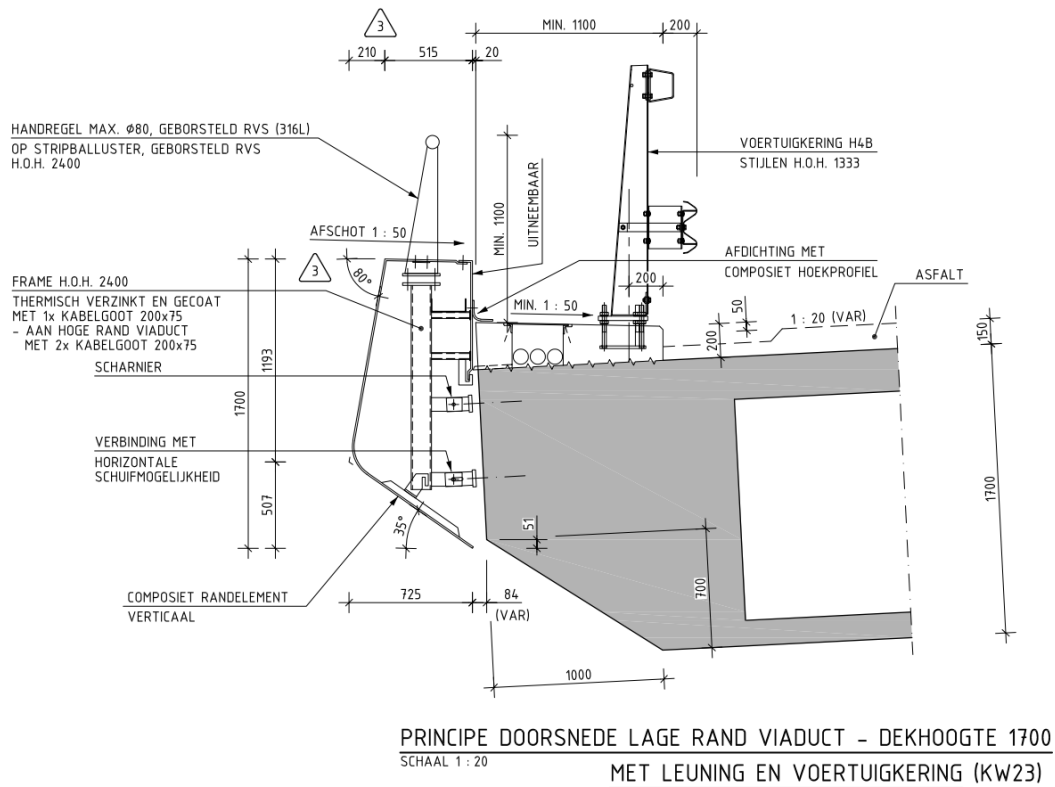 3
MIN. 1100
200
210
515
20
HANDREGEL MAX. Ø80, GEBORSTELD RVS (316L)
OP STRIPBALLUSTER, GEBORSTELD RVS
H.O.H. 2400
VOERTUIGKERING H4B
STIJLEN H.O.H. 1333
MIN. 1100
UITNEEMBAAR
AFSCHOT 1 : 50
3
80°
AFDICHTING MET
COMPOSIET HOEKPROFIEL
ASFALT
FRAME H.O.H. 2400
THERMISCH VERZINKT EN GECOAT
MET 1x KABELGOOT 200x75
- AAN HOGE RAND VIADUCT
MET 2x KABELGOOT 200x75
200
MIN. 1 : 50
50
1 : 20 (VAR)
150
200
SCHARNIER
1193
1700
VERBINDING MET
HORIZONTALE
SCHUIFMOGELIJKHEID
507
35°
51
1700
700
COMPOSIET RANDELEMENT
VERTICAAL
725
84
(VAR)
1000
PRINCIPE DOORSNEDE LAGE RAND VIADUCT - DEKHOOGTE 1700
SCHAAL 1 : 20
MET LEUNING EN VOERTUIGKERING (KW23)